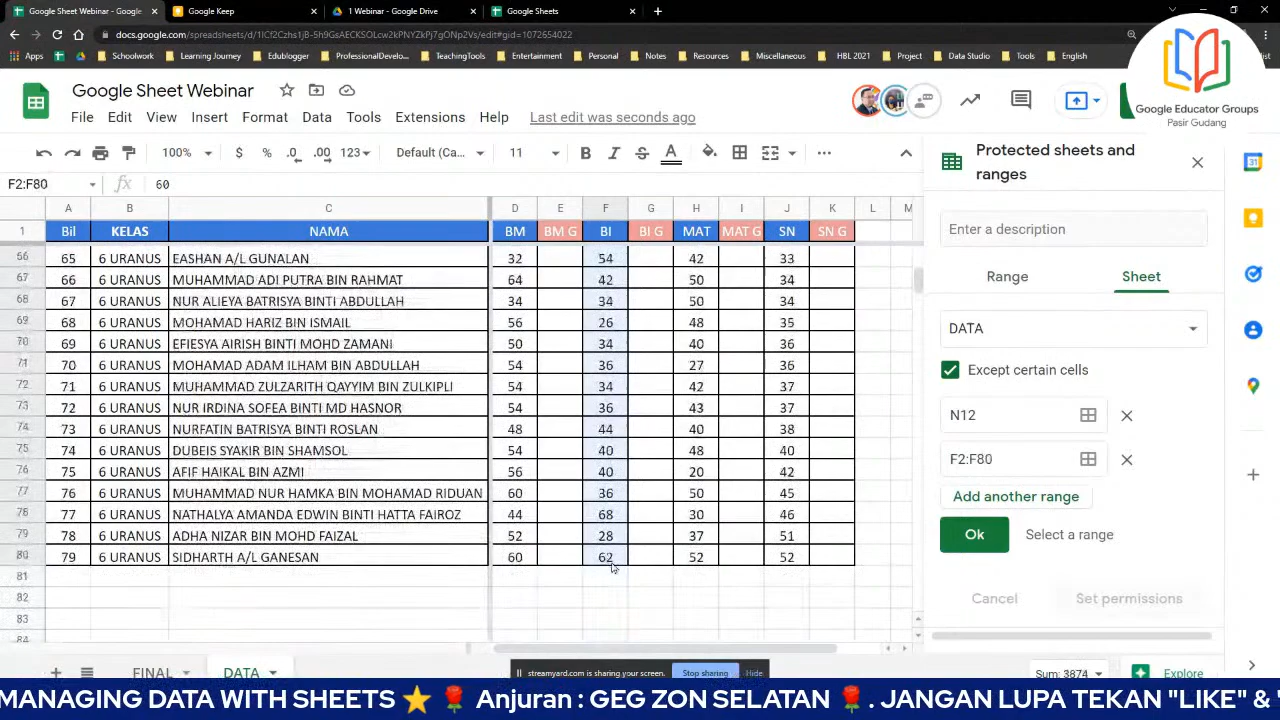 Google Sheet Webinar - Google
Google Keep
1 Webinar - Google Drive
Google Sheets
docs.google.com/spreadsheets/d/1ICf2Czhs1jB-5h9GsAECKSOLcw2kPNYZkPj7gONp2Vs/edit#gid=1072654022
Apps
Schoolwork
Learning Journey
Edublogger
ProfessionalDevelo...
TeachingTools
Entertainment
Personal
Notes
Resources
Miscellaneous
HBL 2021
Project
Data Studio
Tools
English
Google Educator Groups
Pasir Gudang
Google Sheet Webinar
File Edit View Insert Format Data Tools Extensions Help Last edit was seconds ago
100% $ % .0 .00 123 Default (Ca... 11 B I S A
F2:F80 fx 60
A B C D E F G H I J K L M
1 Bil KELAS NAMA BM BM G BI BI G MAT MAT G SN SN G
66 65 6 URANUS EASHAN A/L GUNALAN 32 54 42 33
67 66 6 URANUS MUHAMMAD ADI PUTRA BIN RAHMAT 64 42 50 34
68 67 6 URANUS NUR ALIEYA BATRISYA BINTI ABDULLAH 34 34 50 34
69 68 6 URANUS MOHAMAD HARIZ BIN ISMAIL 56 26 48 35
70 69 6 URANUS EFIESYA AIRISH BINTI MOHD ZAMANI 50 34 40 36
71 70 6 URANUS MOHAMAD ADAM ILHAM BIN ABDULLAH 54 36 27 36
72 71 6 URANUS MUHAMMAD ZULZARITH QAYYIM BIN ZULKIPLI 54 34 42 37
73 72 6 URANUS NUR IRDINA SOFEA BINTI MD HASNOR 54 36 43 37
74 73 6 URANUS NURFATIN BATRISYA BINTI ROSLAN 48 44 40 38
75 74 6 URANUS DUBEIS SYAKIR BIN SHAMSOL 54 40 48 40
76 75 6 URANUS AFIF HAIKAL BIN AZMI 56 40 20 42
77 76 6 URANUS MUHAMMAD NUR HAMKA BIN MOHAMAD RIDUAN 60 36 50 45
78 77 6 URANUS NATHALYA AMANDA EDWIN BINTI HATTA FAIROZ 44 68 30 46
79 78 6 URANUS ADHA NIZAR BIN MOHD FAIZAL 52 28 37 51
80 79 6 URANUS SIDHARTH A/L GANESAN 60 62 52 52
81
82
83
84
Protected sheets and
ranges
Enter a description
Range Sheet
DATA
Except certain cells
N12
F2:F80
Add another range
Ok Select a range
Cancel Set permissions
31
FINAL DATA
streamyard.com is sharing your screen. Stop sharing Hide
Sum: 3874 Explore
MANAGING DATA WITH SHEETS ⭐ 🌹 Anjuran : GEG ZON SELATAN 🌹. JANGAN LUPA TEKAN "LIKE" &